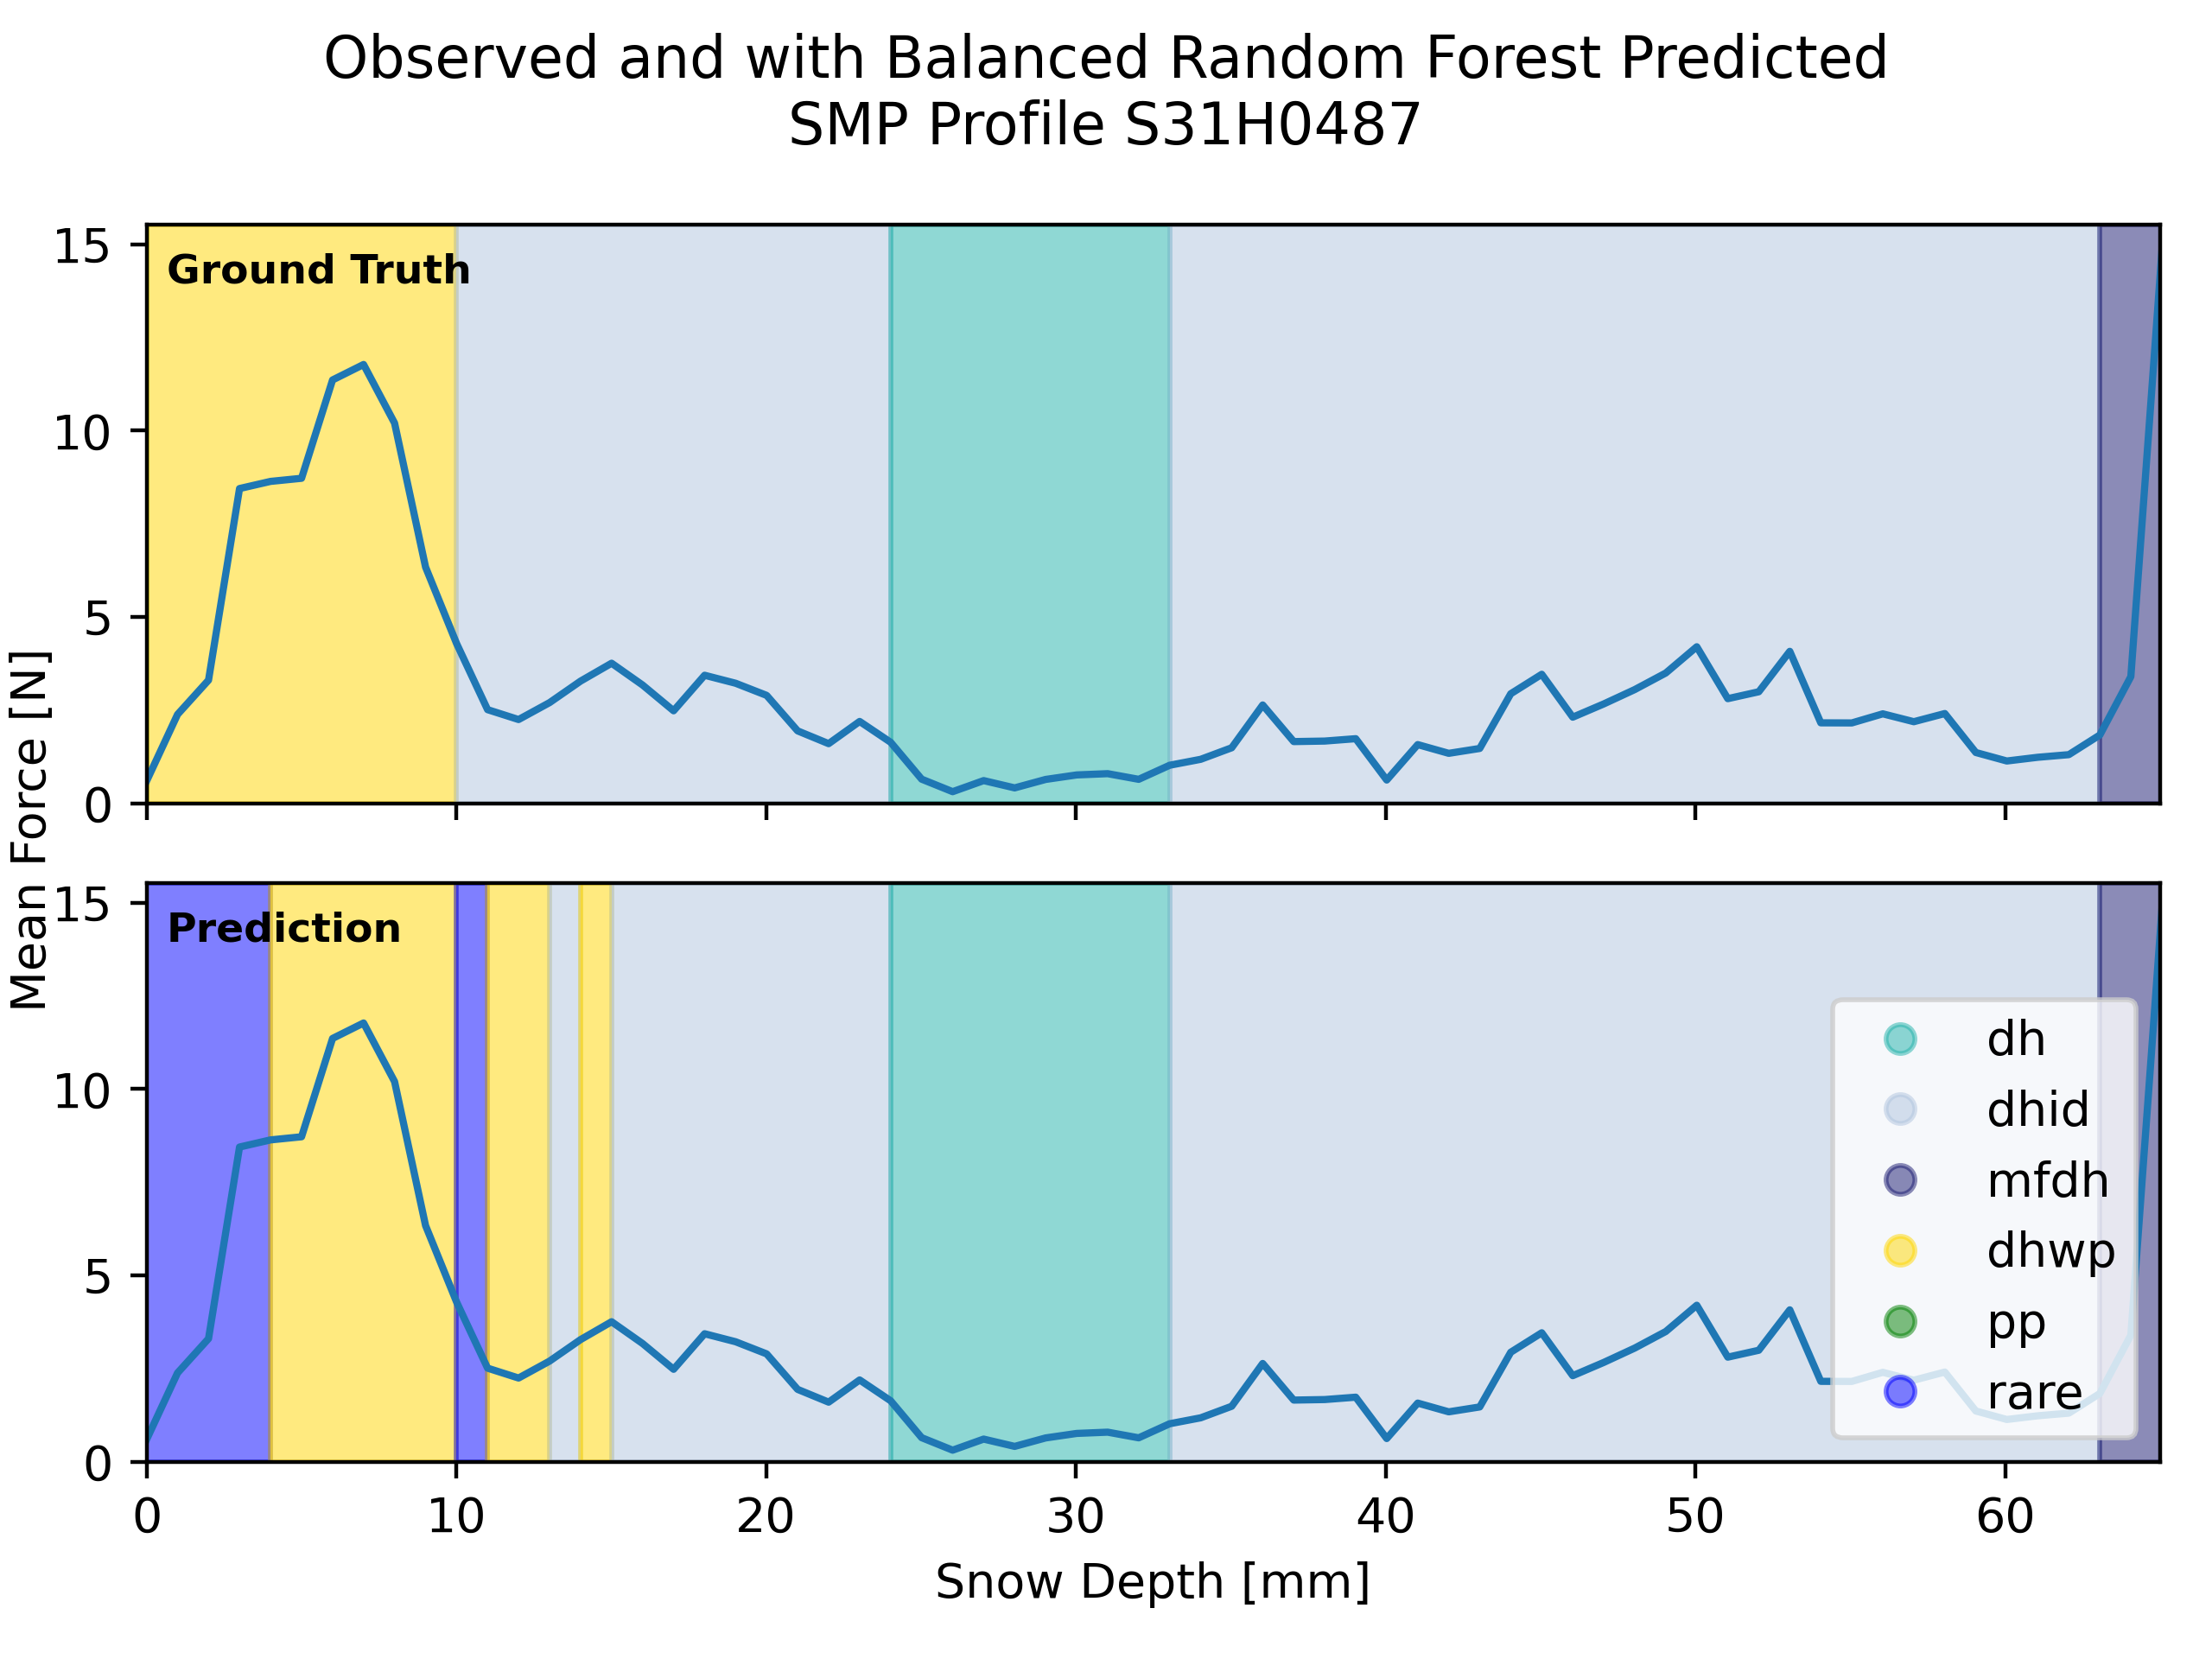 Observed and with Balanced Random Forest Predicted
SMP Profile S31H0487
Mean Force [N]
15
10
5
0
Ground Truth
15
10
5
0
Prediction
dh
dhid
mfdh
dhwp
pp
rare
0 10 20 30 40 50 60
Snow Depth [mm]